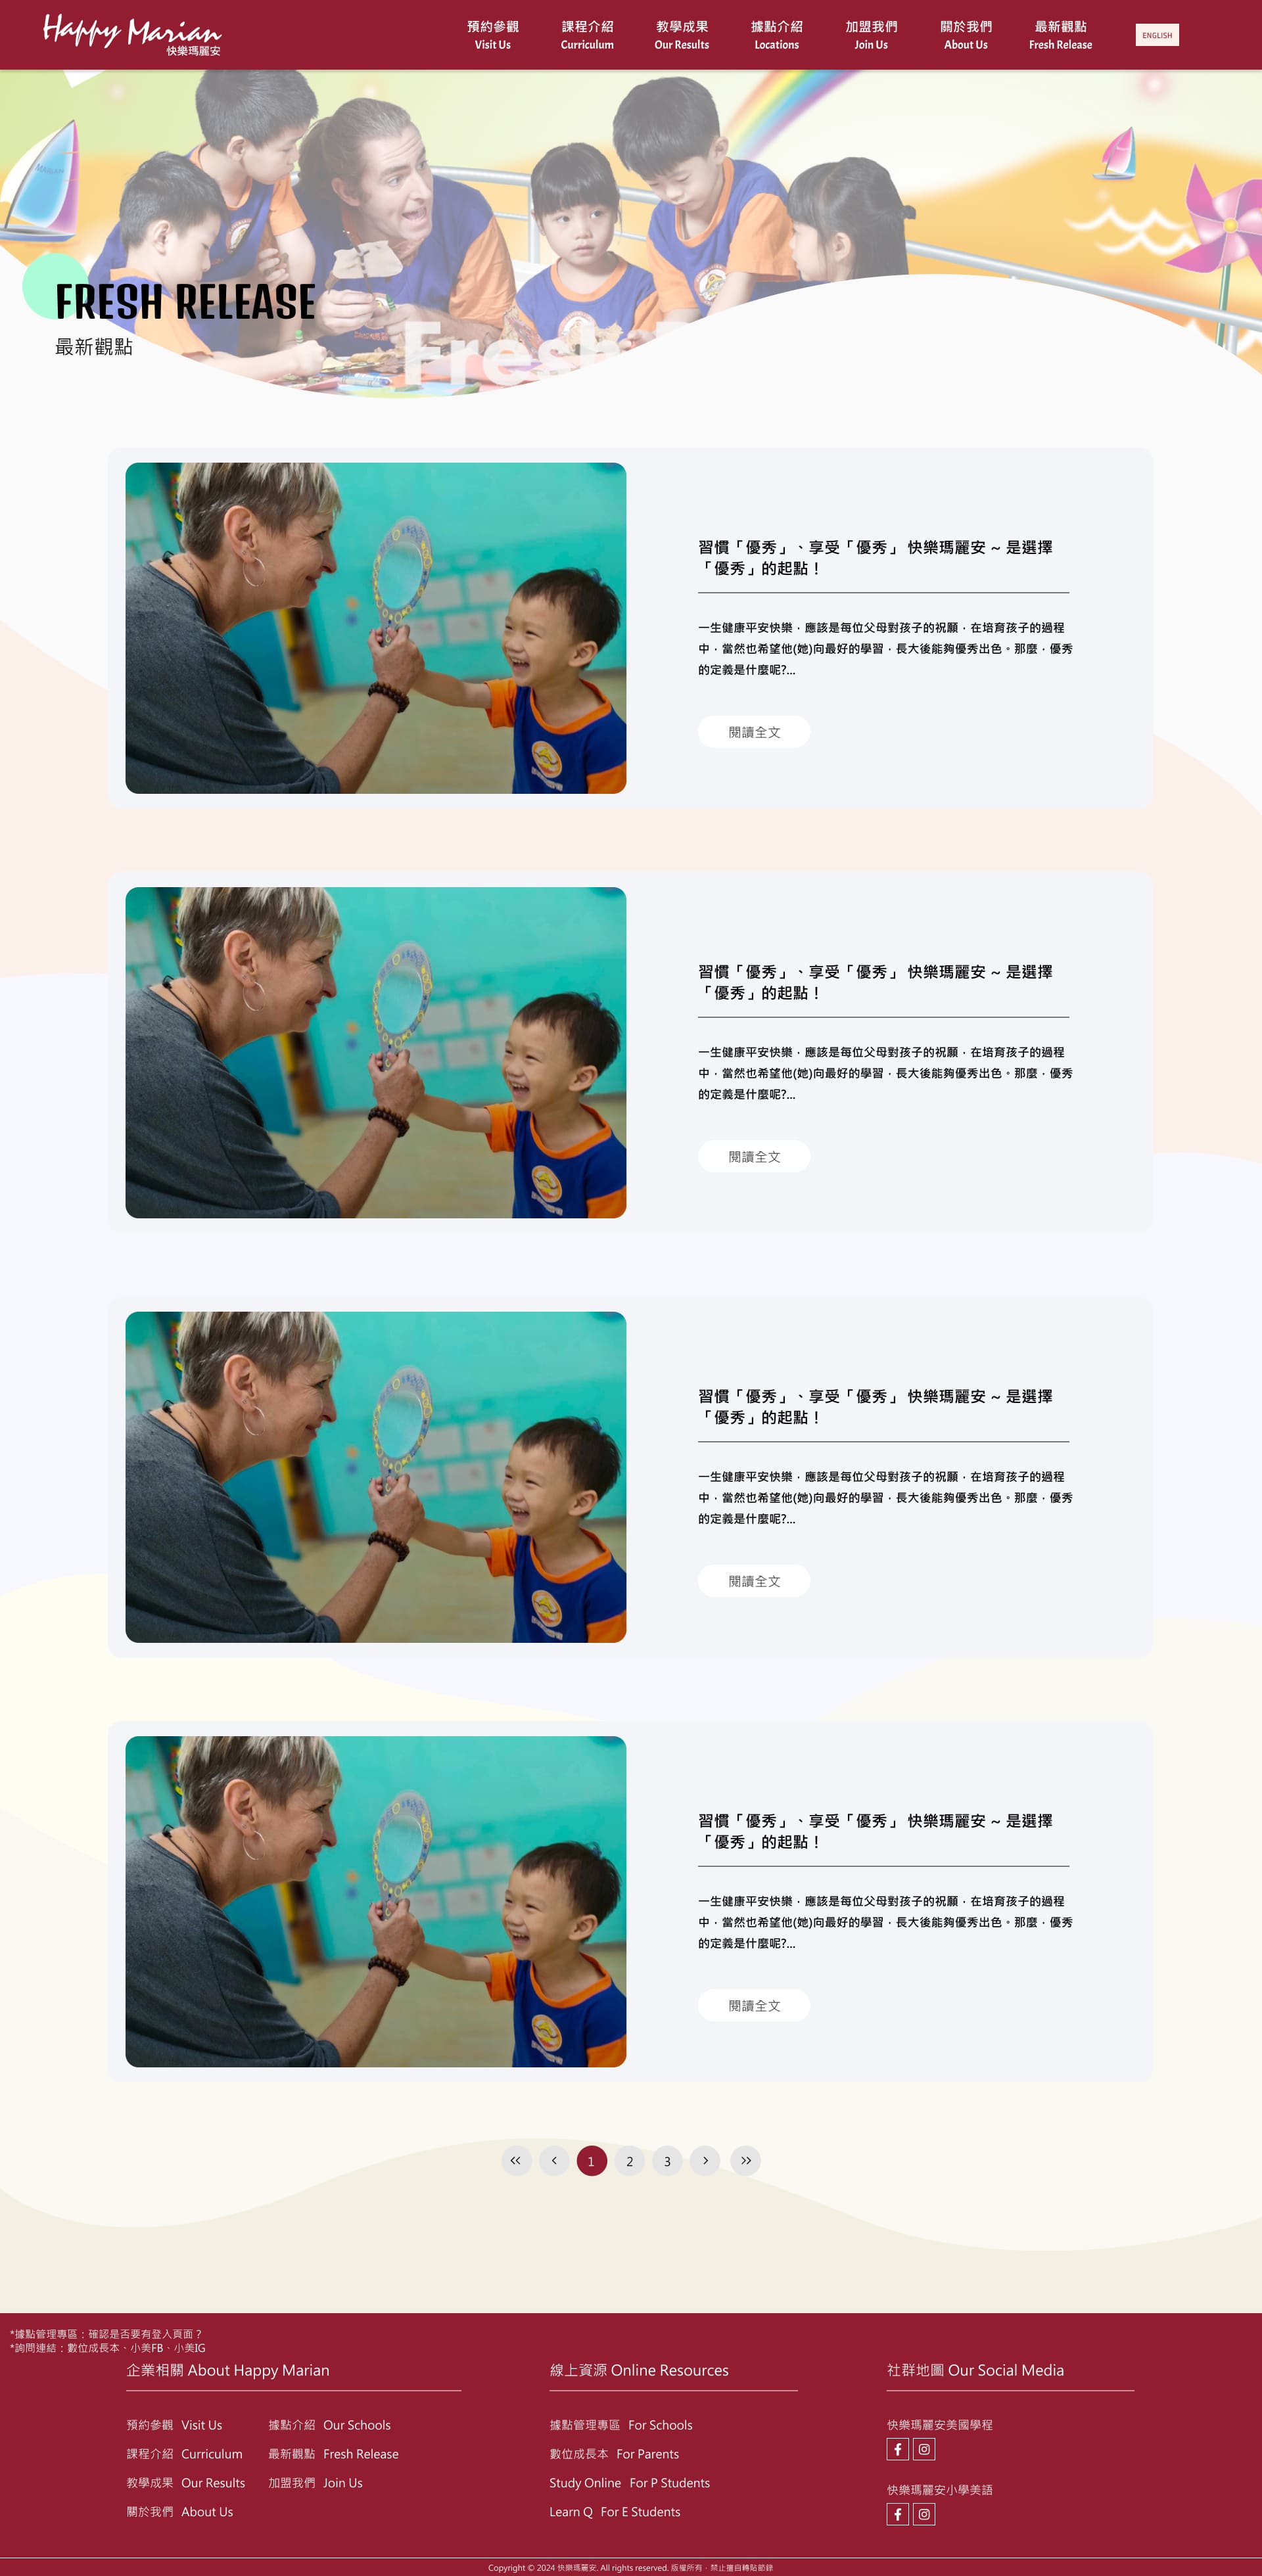 Happy Marian
快樂瑪麗安
預約參觀 課程介紹 教學成果 據點介紹 加盟我們 關於我們 最新觀點
Visit Us Curriculum Our Results Locations Join Us About Us Fresh Release
ENGLISH
MARIAN
FRESH RELEASE
最新觀點
Fresh
習慣「優秀」、享受「優秀」 快樂瑪麗安 ~ 是選擇
「優秀」的起點！
一生健康平安快樂，應該是每位父母對孩子的祝願，在培育孩子的過程
中，當然也希望他(她)向最好的學習，長大後能夠優秀出色。那麼，優秀
的定義是什麼呢?...
閱讀全文
習慣「優秀」、享受「優秀」 快樂瑪麗安 ~ 是選擇
「優秀」的起點！
一生健康平安快樂，應該是每位父母對孩子的祝願，在培育孩子的過程
中，當然也希望他(她)向最好的學習，長大後能夠優秀出色。那麼，優秀
的定義是什麼呢?...
閱讀全文
習慣「優秀」、享受「優秀」 快樂瑪麗安 ~ 是選擇
「優秀」的起點！
一生健康平安快樂，應該是每位父母對孩子的祝願，在培育孩子的過程
中，當然也希望他(她)向最好的學習，長大後能夠優秀出色。那麼，優秀
的定義是什麼呢?...
閱讀全文
習慣「優秀」、享受「優秀」 快樂瑪麗安 ~ 是選擇
「優秀」的起點！
一生健康平安快樂，應該是每位父母對孩子的祝願，在培育孩子的過程
中，當然也希望他(她)向最好的學習，長大後能夠優秀出色。那麼，優秀
的定義是什麼呢?...
閱讀全文
« ‹ 1 2 3 › »
*據點管理專區：確認是否要有登入頁面？
*詢問連結：數位成長本、小美FB、小美IG
企業相關 About Happy Marian
預約參觀 Visit Us 據點介紹 Our Schools
課程介紹 Curriculum 最新觀點 Fresh Release
教學成果 Our Results 加盟我們 Join Us
關於我們 About Us
線上資源 Online Resources
據點管理專區 For Schools
數位成長本 For Parents
Study Online For P Students
Learn Q For E Students
社群地圖 Our Social Media
快樂瑪麗安美國學程
快樂瑪麗安小學美語
Copyright © 2024 快樂瑪麗安. All rights reserved. 版權所有，禁止擅自轉貼節錄